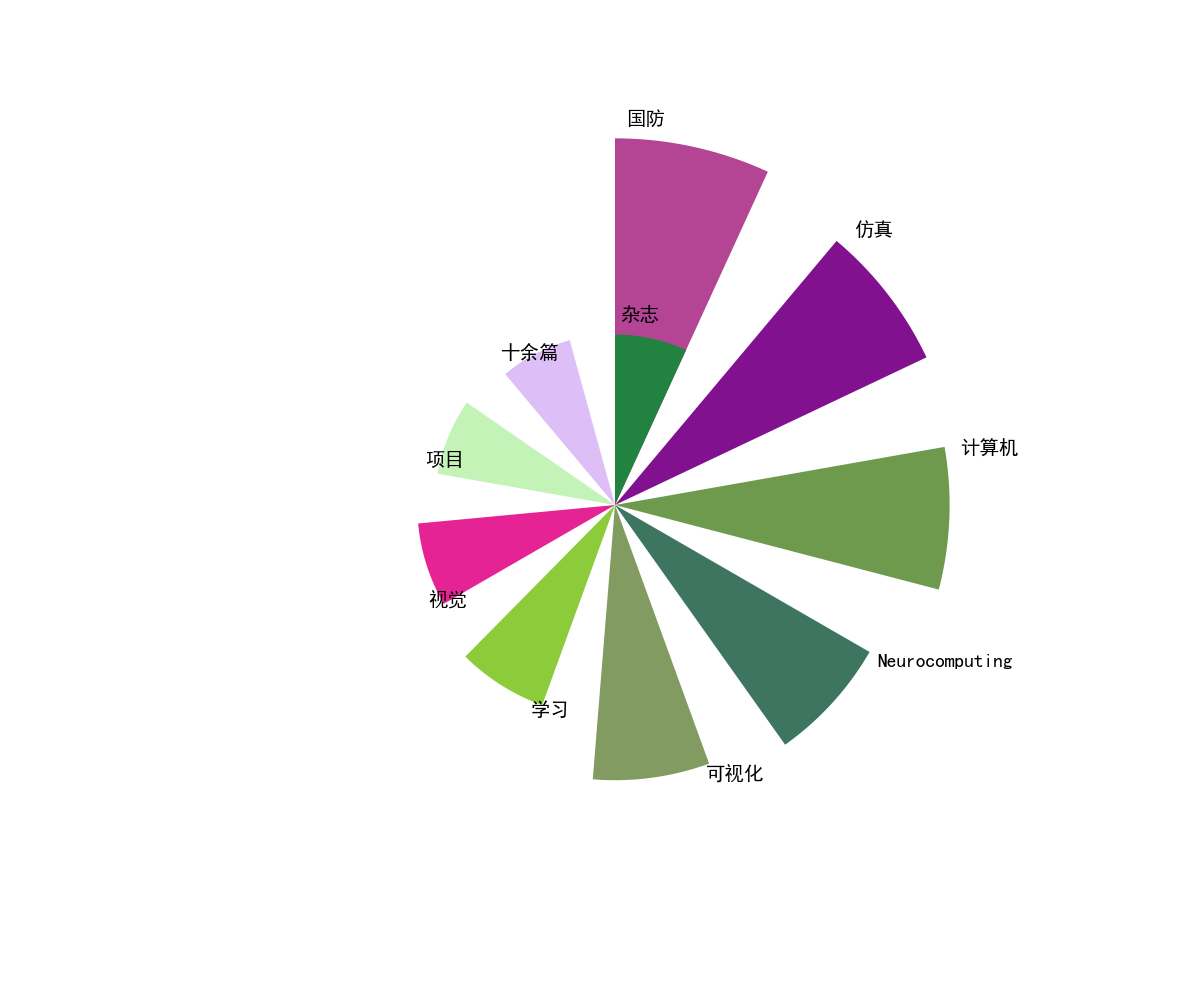 国防
仿真
杂志
十余篇
计算机
项目
视觉
Neurocomputing
学习
可视化